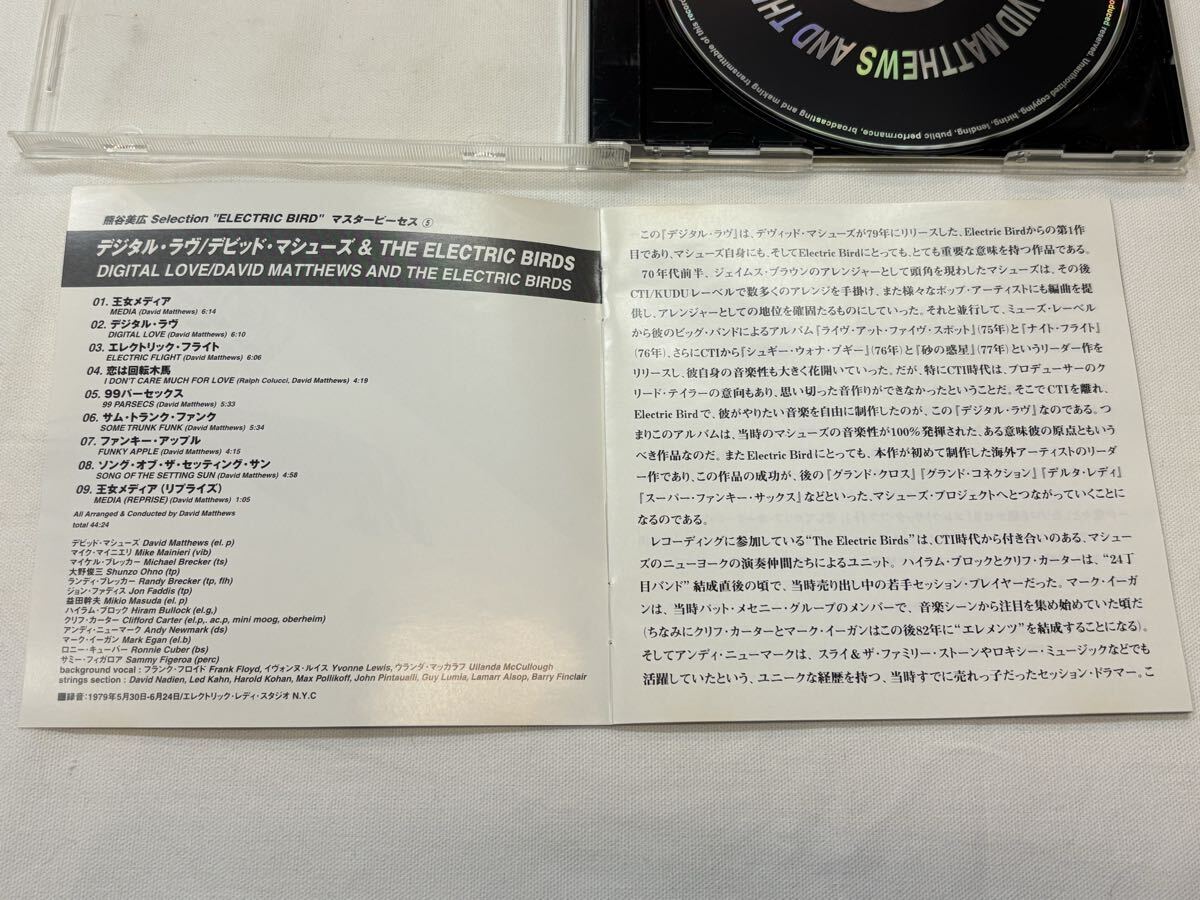 DAVID MATTHEWS AND THE
roduced reserved. Unauthorized copying, hiring, lending, public performance, broadcasting and making transmittable of this record
熊谷美広 Selection "ELECTRIC BIRD" マスターピーセス ⑤
デジタル・ラヴ/デビッド・マシューズ & THE ELECTRIC BIRDS
DIGITAL LOVE/DAVID MATTHEWS AND THE ELECTRIC BIRDS
01. 王女メディア
MEDIA (David Matthews) 6:14
02. デジタル・ラヴ
DIGITAL LOVE (David Matthews) 6:10
03. エレクトリック・フライト
ELECTRIC FLIGHT (David Matthews) 6:06
04. 恋は回転木馬
I DON'T CARE MUCH FOR LOVE (Ralph Colucci, David Matthews) 4:19
05. 99パーセックス
99 PARSECS (David Matthews) 5:33
06. サム・トランク・ファンク
SOME TRUNK FUNK (David Matthews) 5:34
07. ファンキー・アップル
FUNKY APPLE (David Matthews) 4:15
08. ソング・オブ・ザ・セッティング・サン
SONG OF THE SETTING SUN (David Matthews) 4:58
09. 王女メディア (リプライズ)
MEDIA (REPRISE) (David Matthews) 1:05
All Arranged & Conducted by David Matthews
total 44:24
デビッド・マシューズ David Matthews (el. p)
マイク・マイニエリ Mike Mainieri (vib)
マイケル・ブレッカー Michael Brecker (ts)
大野俊三 Shunzo Ohno (tp)
ランディ・ブレッカー Randy Brecker (tp, flh)
ジョン・ファディス Jon Faddis (tp)
益田幹夫 Mikio Masuda (el. p)
ハイラム・ブロック Hiram Bullock (el.g,)
クリフ・カーター Clifford Carter (el.p,. ac.p, mini moog, oberheim)
アンディ・ニューマーク Andy Newmark (ds)
マーク・イーガン Mark Egan (el.b)
ロニー・キューバー Ronnie Cuber (bs)
サミー・フィガロア Sammy Figeroa (perc)
background vocal : フランク・フロイド Frank Floyd, イヴォンヌ・ルイス Yvonne Lewis, ウランダ・マッカラフ Ullanda McCullough
strings section : David Nadien, Led Kahn, Harold Kohan, Max Pollikoff, John Pintaualli, Guy Lumia, Lamarr Alsop, Barry Finclair
■録音：1979年5月30日-6月24日/エレクトリック・レディ・スタジオ N.Y.C
この『デジタル・ラヴ』は、デヴィッド・マシューズが79年にリリースした、Electric Birdからの第1作
目であり、マシューズ自身にも、そしてElectric Birdにとっても、とても重要な意味を持つ作品である。
70年代前半、ジェイムス・ブラウンのアレンジャーとして頭角を現わしたマシューズは、その後
CTI/KUDUレーベルで数多くのアレンジを手掛け、また様々なポップ・アーティストにも編曲を提
供し、アレンジャーとしての地位を確固たるものにしていった。それと並行して、ミューズ・レーベル
から彼のビッグ・バンドによるアルバム『ライヴ・アット・ファイヴ・スポット』(75年)と『ナイト・フライト』
(76年)、さらにCTIから『シュギー・ウォナ・ブギー』(76年)と『砂の惑星』(77年)というリーダー作を
リリースし、彼自身の音楽性も大きく花開いていった。だが、特にCTI時代は、プロデューサーのク
リード・テイラーの意向もあり、思い切った音作りができなかったということだ。そこでCTIを離れ、
Electric Birdで、彼がやりたい音楽を自由に制作したのが、この『デジタル・ラヴ』なのである。つ
まりこのアルバムは、当時のマシューズの音楽性が100%発揮された、ある意味彼の原点ともいう
べき作品なのだ。またElectric Birdにとっても、本作が初めて制作した海外アーティストのリーダ
ー作であり、この作品の成功が、後の『グランド・クロス』『グランド・コネクション』『デルタ・レディ』
『スーパー・ファンキー・サックス』などといった、マシューズ・プロジェクトへとつながっていくことに
なるのである。
レコーディングに参加している“The Electric Birds”は、CTI時代から付き合いのある、マシュー
ズのニューヨークの演奏仲間たちによるユニット。ハイラム・ブロックとクリフ・カーターは、“24丁
目バンド”結成直後の頃で、当時売り出し中の若手セッション・プレイヤーだった。マーク・イーガ
ンは、当時パット・メセニー・グループのメンバーで、音楽シーンから注目を集め始めていた頃だ
(ちなみにクリフ・カーターとマーク・イーガンはこの後82年に“エレメンツ”を結成することになる)。
そしてアンディ・ニューマークは、スライ&ザ・ファミリー・ストーンやロキシー・ミュージックなどでも
活躍していたという、ユニークな経歴を持つ、当時すでに売れっ子だったセッション・ドラマー。こ